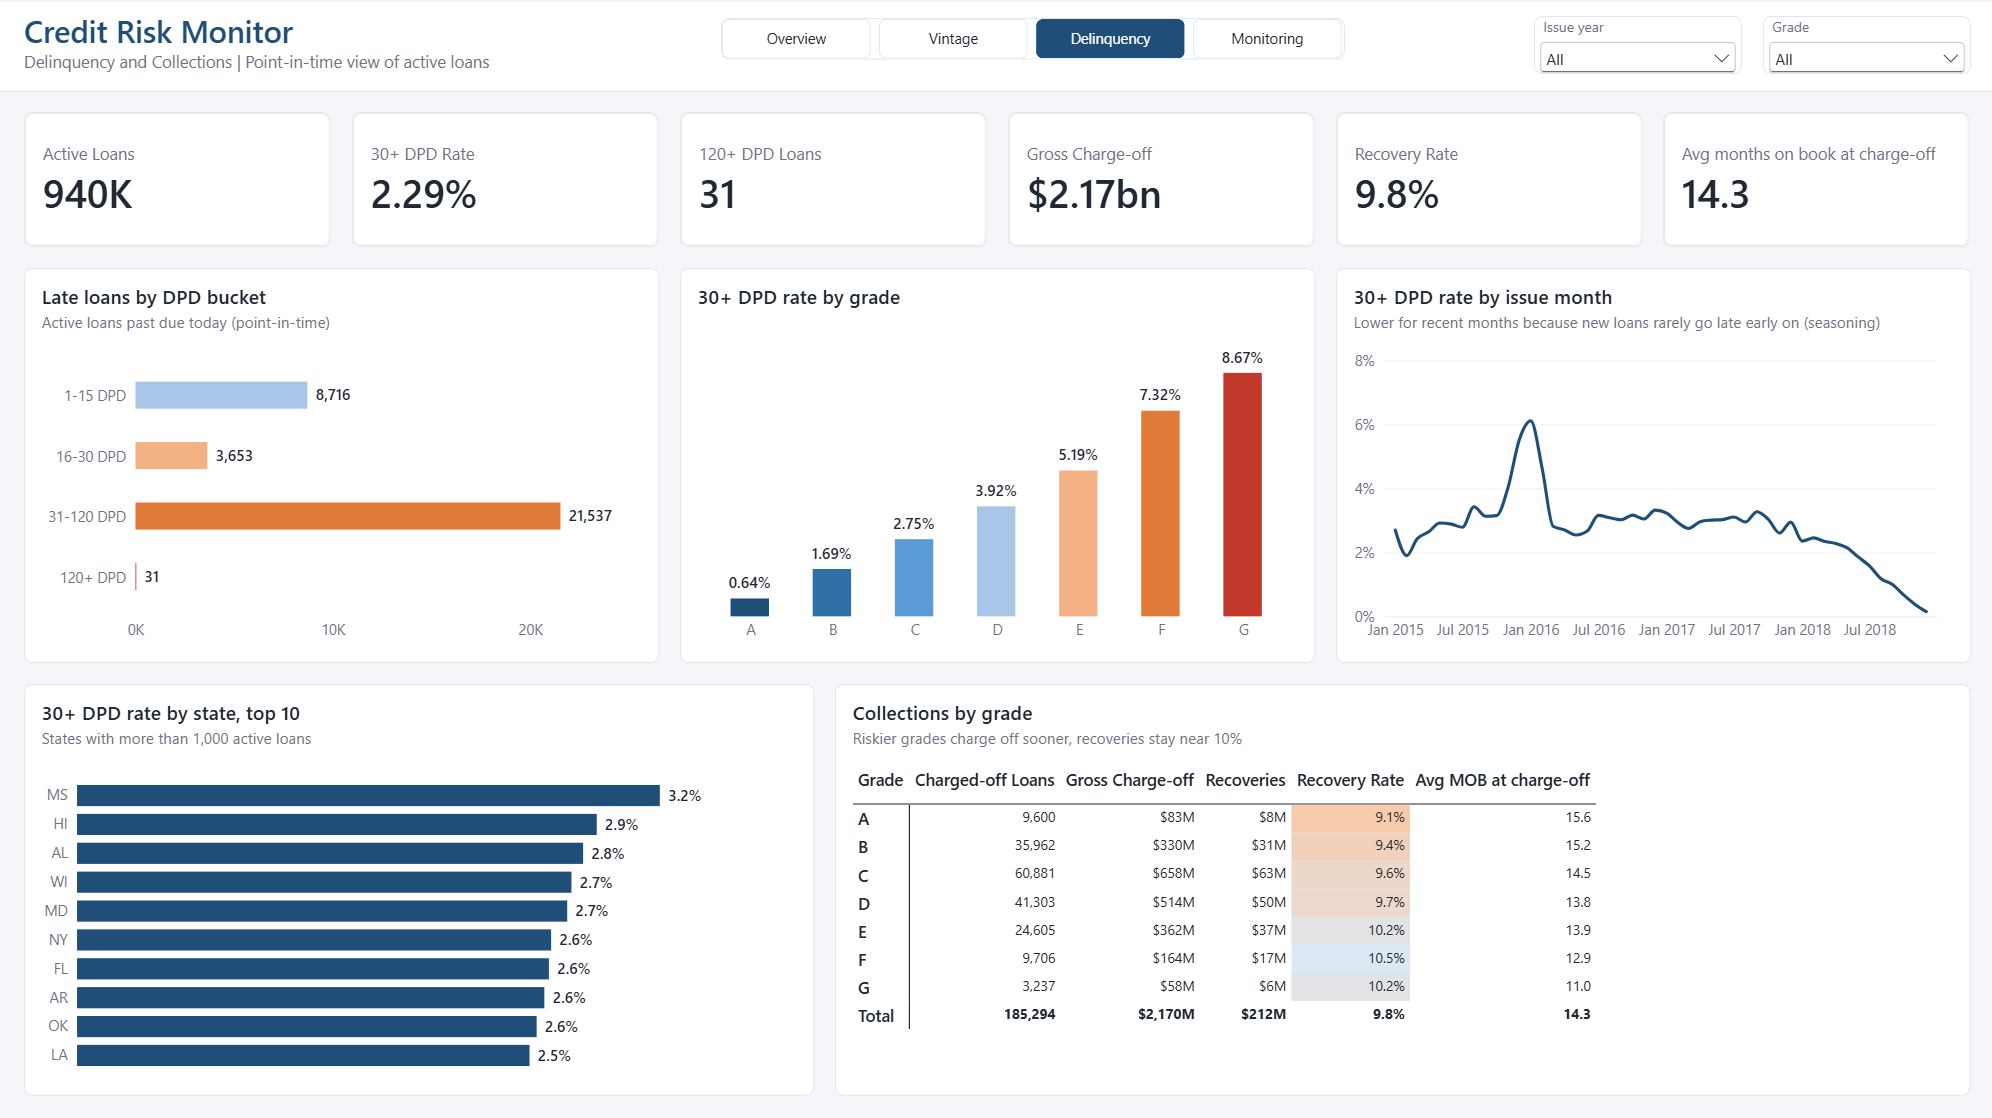 Credit Risk Monitor
Delinquency and Collections | Point-in-time view of active loans
Overview
Vintage
Delinquency
Monitoring
Issue year
All
Grade
All
Active Loans
940K
30+ DPD Rate
2.29%
120+ DPD Loans
31
Gross Charge-off
$2.17bn
Recovery Rate
9.8%
Avg months on book at charge-off
14.3
Late loans by DPD bucket
Active loans past due today (point-in-time)
1-15 DPD 8,716
16-30 DPD 3,653
31-120 DPD 21,537
120+ DPD 31
0K 10K 20K
30+ DPD rate by grade
0.64% 1.69% 2.75% 3.92% 5.19% 7.32% 8.67%
A B C D E F G
30+ DPD rate by issue month
Lower for recent months because new loans rarely go late early on (seasoning)
8%
6%
4%
2%
0%
Jan 2015 Jul 2015 Jan 2016 Jul 2016 Jan 2017 Jul 2017 Jan 2018 Jul 2018
30+ DPD rate by state, top 10
States with more than 1,000 active loans
MS 3.2%
HI 2.9%
AL 2.8%
WI 2.7%
MD 2.7%
NY 2.6%
FL 2.6%
AR 2.6%
OK 2.6%
LA 2.5%
Collections by grade
Riskier grades charge off sooner, recoveries stay near 10%
Grade Charged-off Loans Gross Charge-off Recoveries Recovery Rate Avg MOB at charge-off
A 9,600 $83M $8M 9.1% 15.6
B 35,962 $330M $31M 9.4% 15.2
C 60,881 $658M $63M 9.6% 14.5
D 41,303 $514M $50M 9.7% 13.8
E 24,605 $362M $37M 10.2% 13.9
F 9,706 $164M $17M 10.5% 12.9
G 3,237 $58M $6M 10.2% 11.0
Total 185,294 $2,170M $212M 9.8% 14.3